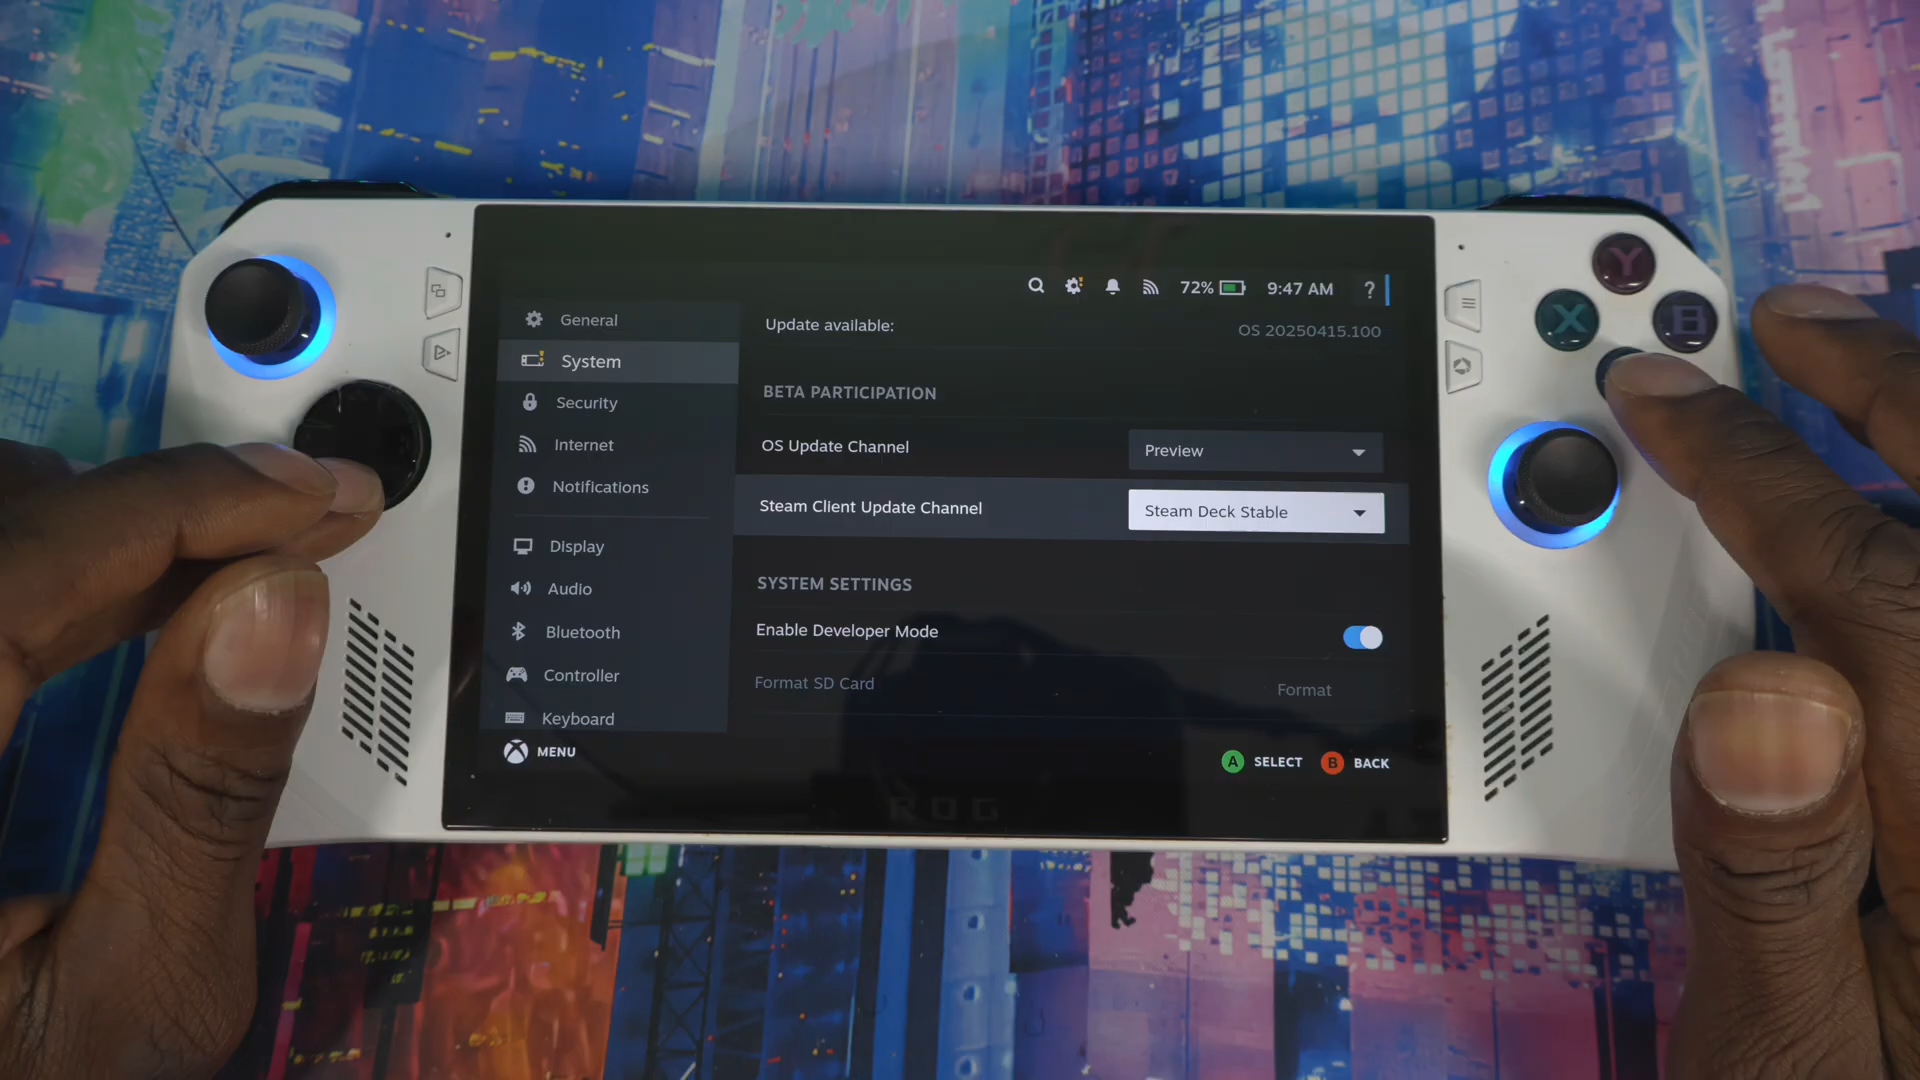 72% 9:47 AM ?
General
System
Security
Internet
Notifications
Display
Audio
Bluetooth
Controller
Keyboard
Update available: OS 20250415.100
BETA PARTICIPATION
OS Update Channel Preview
Steam Client Update Channel Steam Deck Stable
SYSTEM SETTINGS
Enable Developer Mode
Format SD Card Format
MENU A SELECT B BACK
ROG
Y
X
B